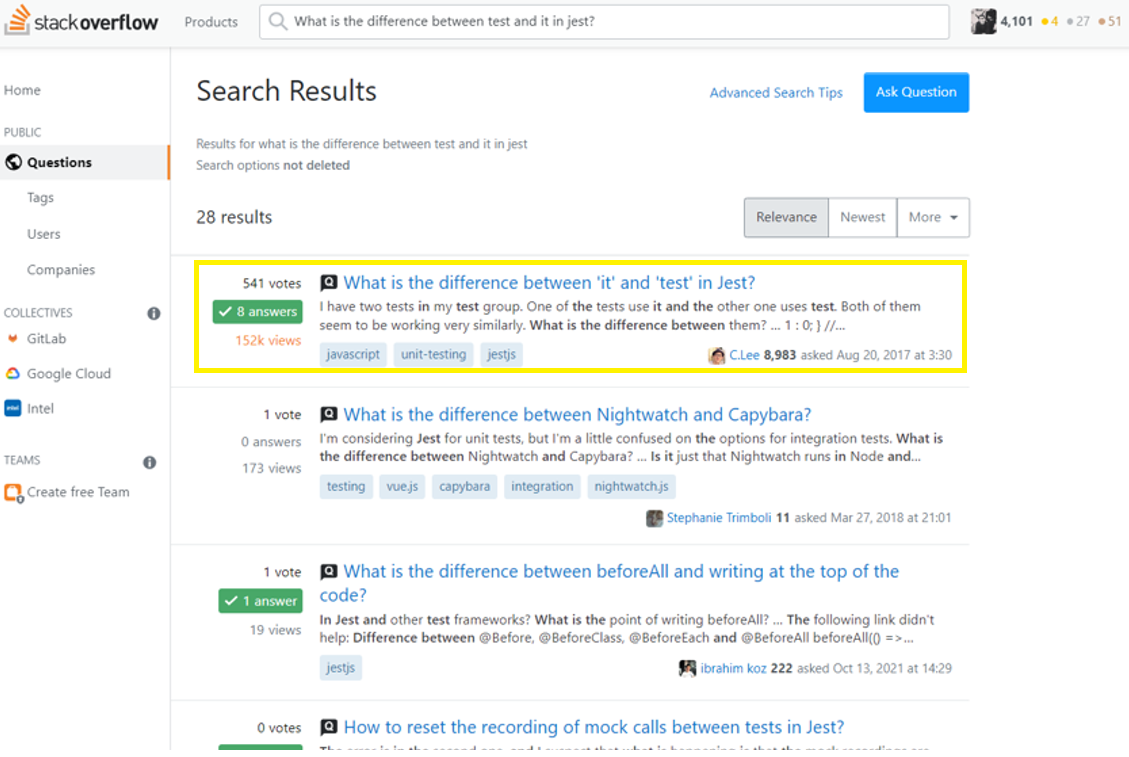 stackoverflow
Products
What is the difference between test and it in jest?
4,101 4 27 51
Home
PUBLIC
Questions
Tags
Users
Companies
COLLECTIVES
GitLab
Google Cloud
Intel
TEAMS
Create free Team
Search Results
Advanced Search Tips
Ask Question
Results for what is the difference between test and it in jest
Search options not deleted
28 results
Relevance
Newest
More
541 votes
8 answers
152k views
What is the difference between 'it' and 'test' in Jest?
I have two tests in my test group. One of the tests use it and the other one uses test. Both of them
seem to be working very similarly. What is the difference between them? ... 1 : 0; } //...
javascript unit-testing jestjs
C.Lee 8,983 asked Aug 20, 2017 at 3:30
1 vote
0 answers
173 views
What is the difference between Nightwatch and Capybara?
I'm considering Jest for unit tests, but I'm a little confused on the options for integration tests. What is
the difference between Nightwatch and Capybara? ... Is it just that Nightwatch runs in Node and...
testing vue.js capybara integration nightwatch.js
Stephanie Trimboli 11 asked Mar 27, 2018 at 21:01
1 vote
1 answer
19 views
What is the difference between beforeAll and writing at the top of the
code?
In Jest and other test frameworks? What is the point of writing beforeAll? ... The following link didn't
help: Difference between @Before, @BeforeClass, @BeforeEach and @BeforeAll beforeAll(() =>...
jestjs
ibrahim koz 222 asked Oct 13, 2021 at 14:29
0 votes
How to reset the recording of mock calls between tests in Jest?